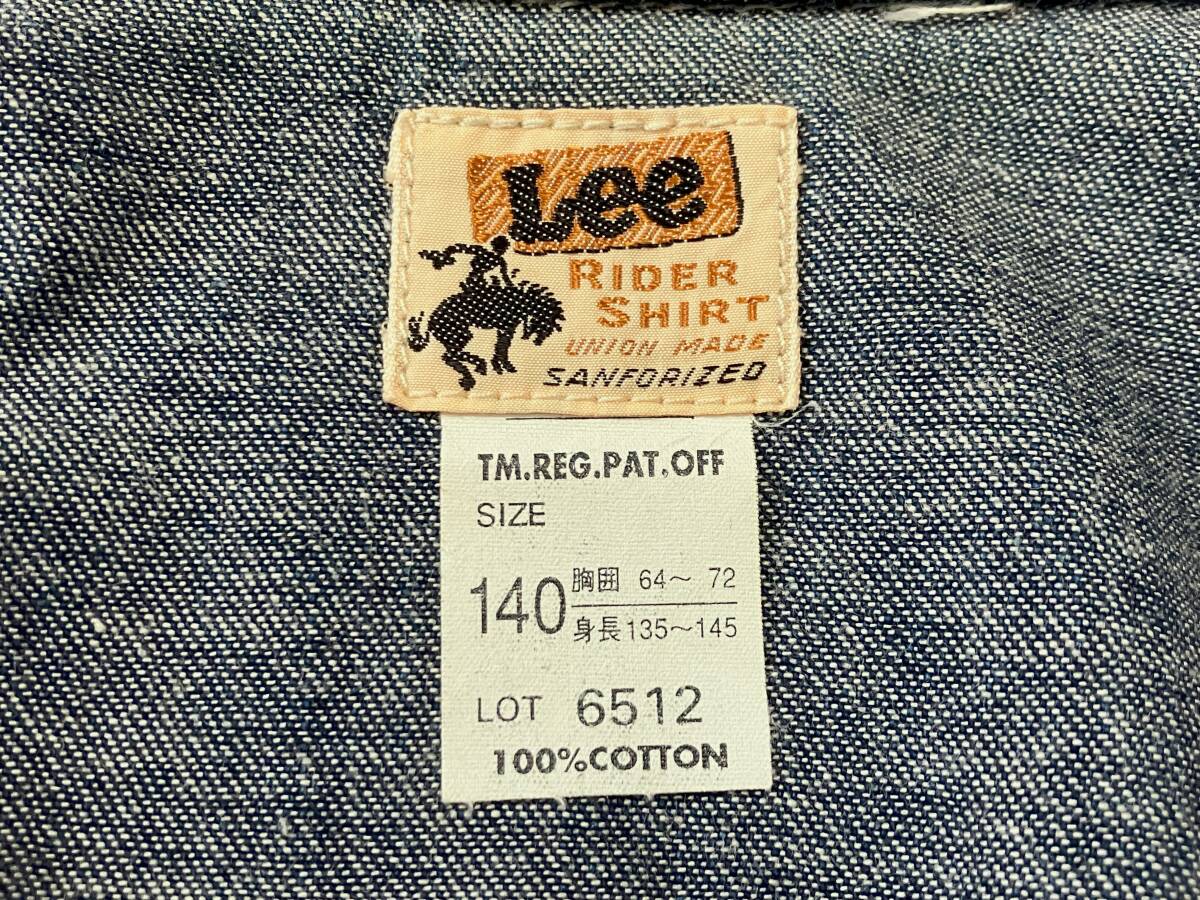 Lee
RIDER
SHIRT
UNION MADE
SANFORIZED
TM.REG.PAT.OFF
SIZE
140 胸囲 64～ 72
身長 135～145
LOT 6512
100%COTTON